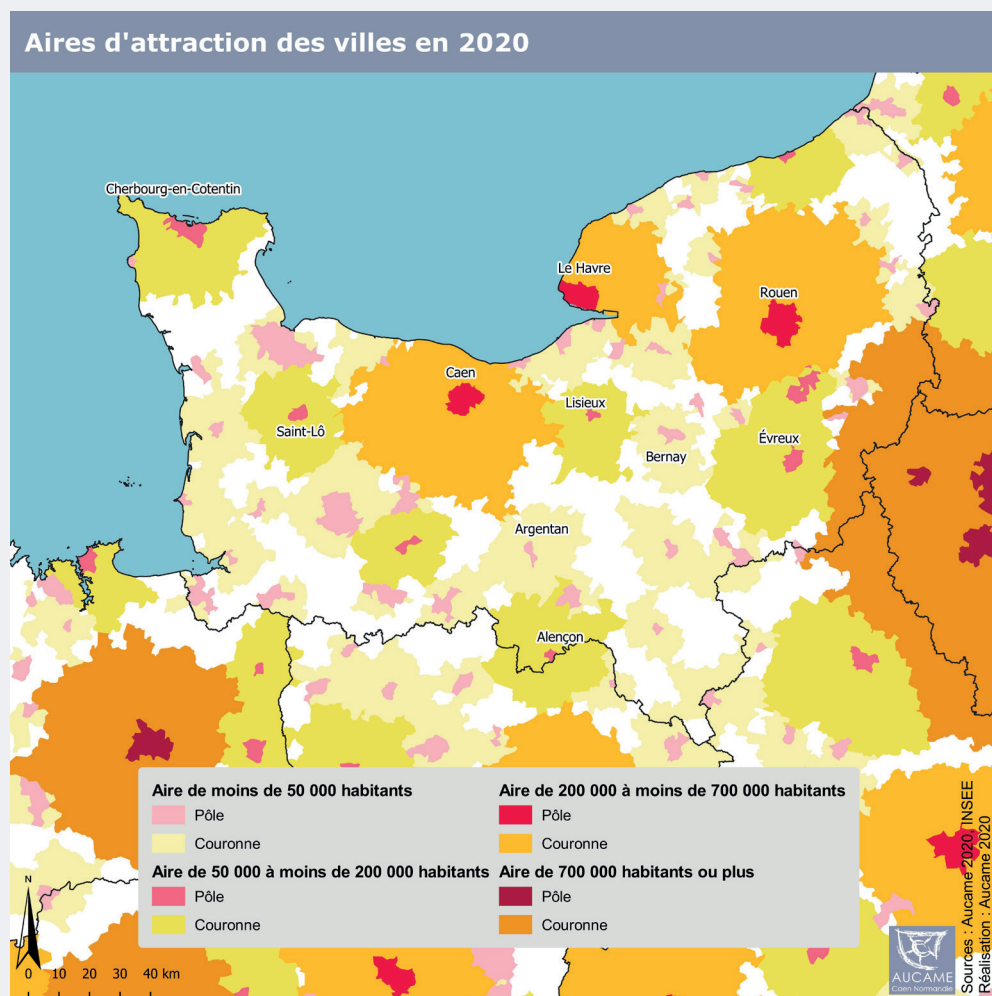 Aires d'attraction des villes en 2020
Cherbourg-en-Cotentin
Le Havre
Rouen
Caen
Lisieux
Saint-Lô
Évreux
Bernay
Argentan
Alençon
Aire de moins de 50 000 habitants
Pôle
Couronne
Aire de 50 000 à moins de 200 000 habitants
Pôle
Couronne
Aire de 200 000 à moins de 700 000 habitants
Pôle
Couronne
Aire de 700 000 habitants ou plus
Pôle
Couronne
N
0 10 20 30 40 km
AUCAME
Caen Normandie
Sources : Aucame 2020, INSEE
Réalisation : Aucame 2020